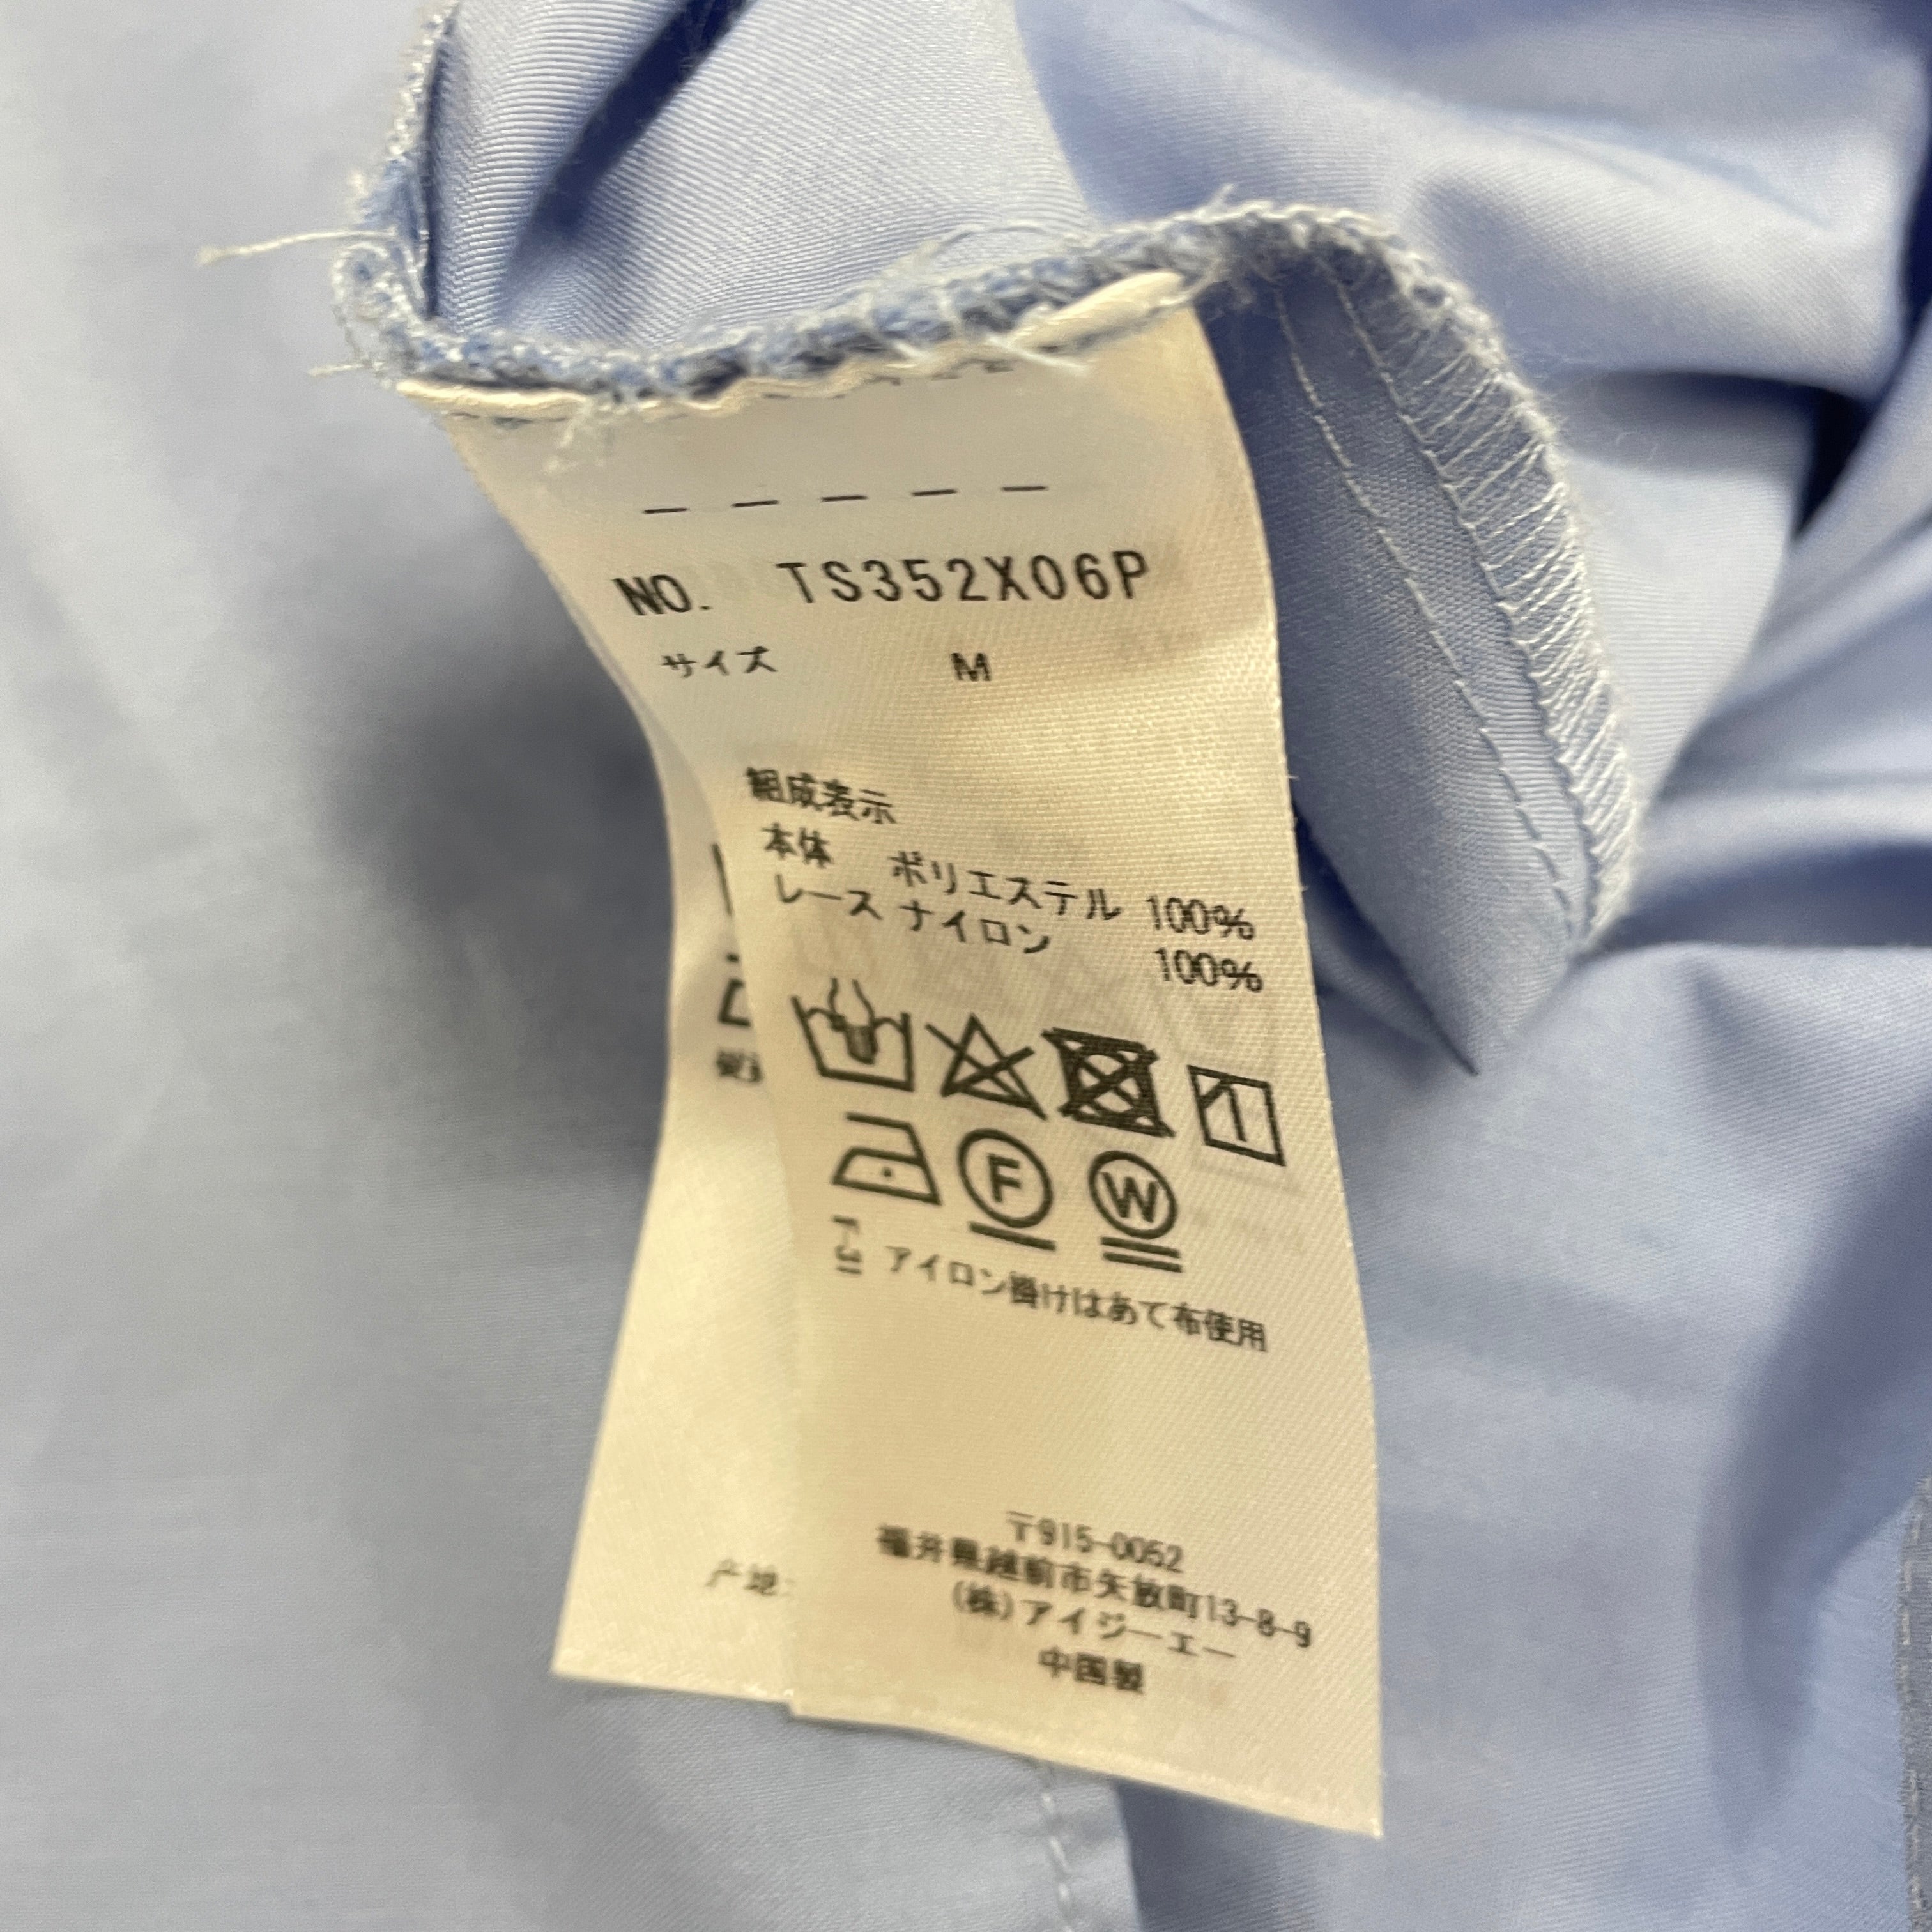 NO. TS352X06P
サイズ M
組成表示
本体 ポリエステル 100%
レース ナイロン 100%
F W
アイロン掛けはあて布使用
〒915-0052
福井県越前市矢放町13-8-9
(株)アイジーエー
中国製
産地